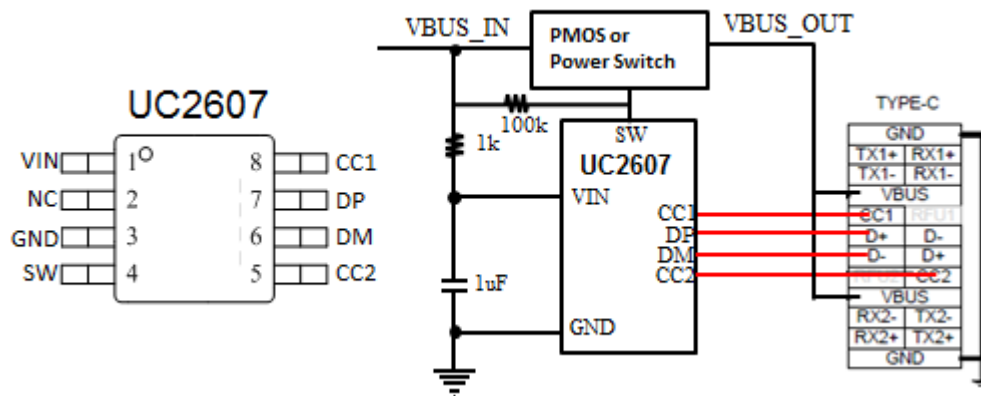 UC2607
VIN 1 8 CC1
NC 2 7 DP
GND 3 6 DM
SW 4 5 CC2
VBUS_IN
PMOS or
Power Switch
VBUS_OUT
100k
1k
1uF
SW
UC2607
VIN
CC1
DP
DM
CC2
GND
TYPE-C
GND
TX1+ RX1+
TX1- RX1-
VBUS
CC1 RFU1
D+ D-
D- D+
RFU2 CC2
VBUS
RX2- TX2-
RX2+ TX2+
GND